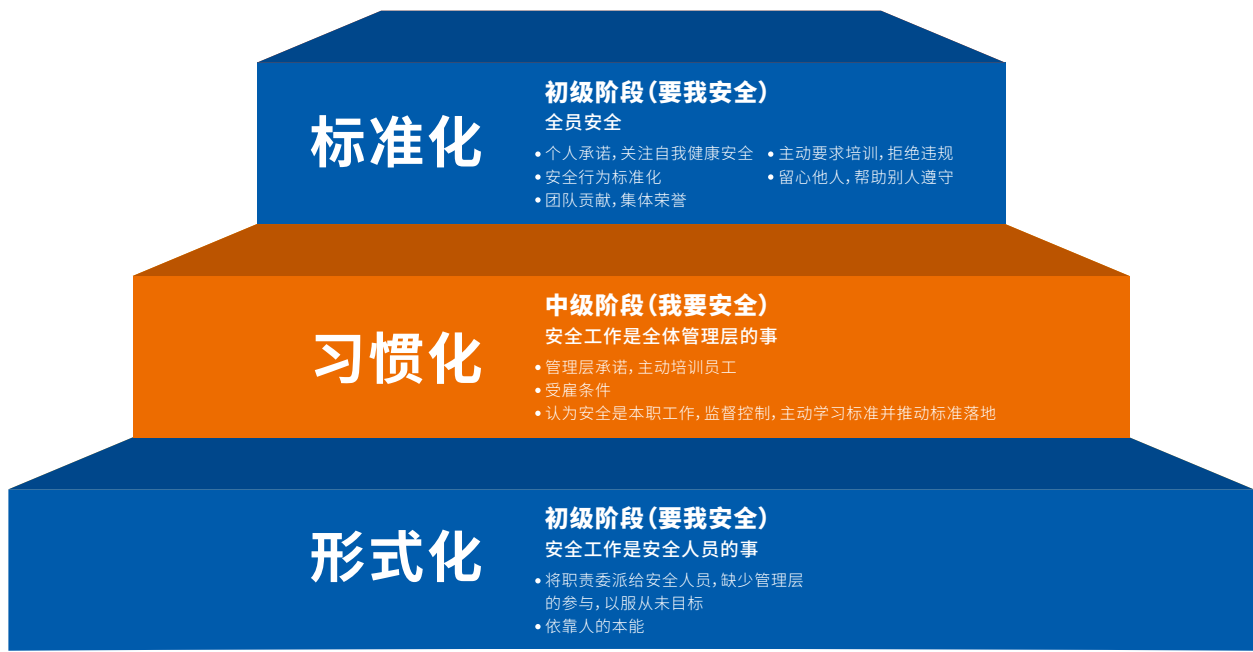 标准化
初级阶段（要我安全）
全员安全
• 个人承诺，关注自我健康安全
• 安全行为标准化
• 团队贡献，集体荣誉
• 主动要求培训，拒绝违规
• 留心他人，帮助别人遵守
习惯化
中级阶段（我要安全）
安全工作是全体管理层的事
• 管理层承诺，主动培训员工
• 受雇条件
• 认为安全是本职工作，监督控制，主动学习标准并推动标准落地
形式化
初级阶段（要我安全）
安全工作是安全人员的事
• 将职责委派给安全人员，缺少管理层
的参与，以服从未目标
• 依靠人的本能